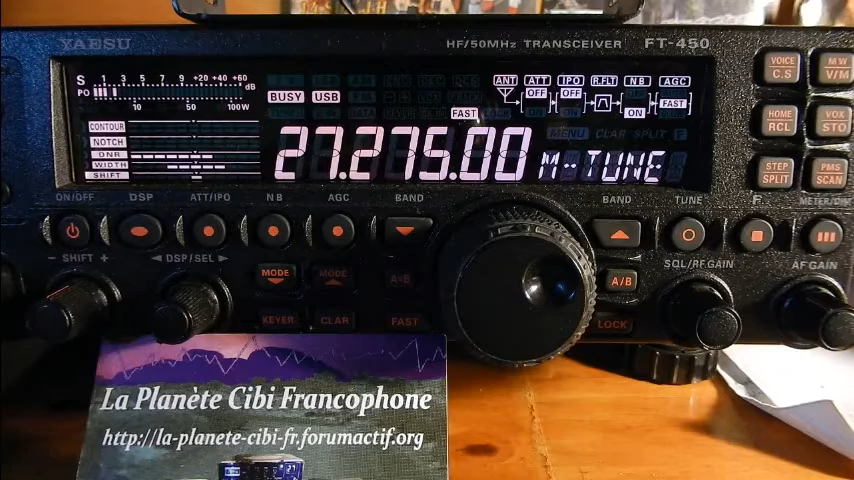 YAESU
HF/50MHz TRANSCEIVER FT-450
S 1 3 5 7 9 +20 +40 +60 dB
PO
10 50 100W
BUSY USB
FAST
ANT ATT IPO R.FLT NB AGC
OFF OFF
ON FAST
MENU CLAR SPLIT F
CONTOUR
NOTCH
DNR
WIDTH
SHIFT
27.275.00 M--TUNE
VOICE
C.S
M W
V/M
HOME
RCL
VOX
STO
STEP
SPLIT
PMS
SCAN
ON/OFF DSP ATT/IPO NB AGC BAND BAND TUNE F
- SHIFT + DSP/SEL
MODE MODE A=B
A/B
SQL/RF GAIN AF GAIN
KEYER CLAR FAST LOCK
La Planète Cibi Francophone
http://la-planete-cibi-fr.forumactif.org